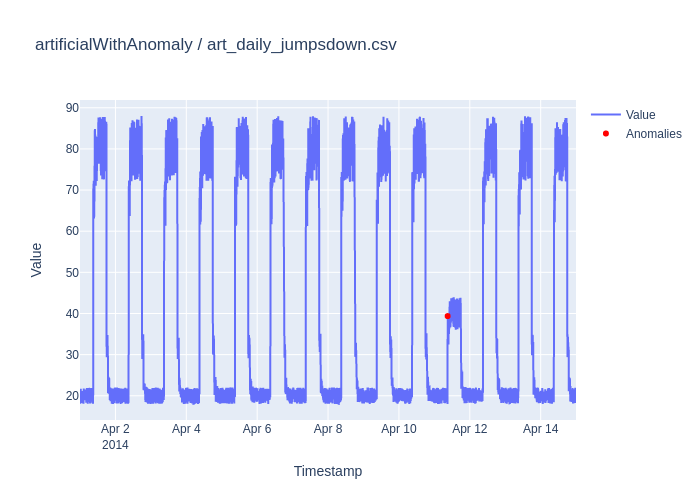 artificialWithAnomaly / art_daily_jumpsdown.csv
Value
Anomalies
90
80
70
60
50
40
30
20
Value
Apr 2
2014
Apr 4
Apr 6
Apr 8
Apr 10
Apr 12
Apr 14
Timestamp